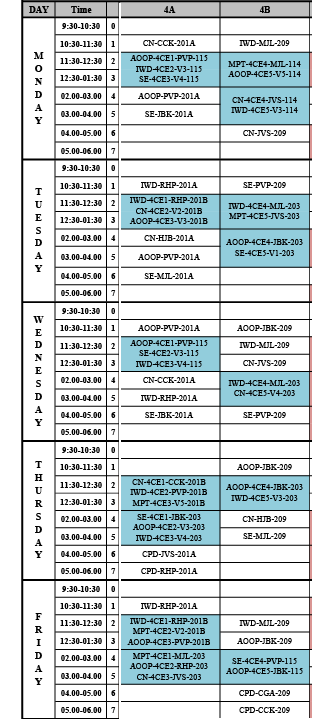 DAY Time 4A 4B
MONDAY
9:30-10:30 0
10:30-11:30 1 CN-CCK-201A IWD-MJL-209
11:30-12:30 2 AOOP-4CE1-PVP-115 MPT-4CE4-MJL-114
IWD-4CE2-V3-115 AOOP-4CE5-V5-114
12:30-01:30 3 SE-4CE3-V4-115
02.00-03.00 4 AOOP-PVP-201A CN-4CE4-JVS-114
03.00-04.00 5 SE-JBK-201A IWD-4CE5-V3-114
04.00-05.00 6 CN-JVS-209
05.00-06.00 7
TUESDAY
9:30-10:30 0
10:30-11:30 1 IWD-RHP-201A SE-PVP-209
11:30-12:30 2 IWD-4CE1-RHP-201B IWD-4CE4-MJL-203
CN-4CE2-V2-201B MPT-4CE5-JVS-203
12:30-01:30 3 AOOP-4CE3-V3-201B
02:00-03:00 4 CN-HJB-201A AOOP-4CE4-JBK-203
03.00-04.00 5 AOOP-PVP-201A SE-4CE5-V1-203
04.00-05.00 6 SE-MJL-201A
05.00-06.00 7
WEDNESDAY
9:30-10:30 0
10:30-11:30 1 AOOP-PVP-201A AOOP-JBK-209
11:30-12:30 2 AOOP-4CE1-PVP-115 IWD-MJL-209
SE-4CE2-V3-115
12:30-01:30 3 IWD-4CE3-V4-115 CN-JVS-209
02.00-03.00 4 CN-CCK-201A IWD-4CE4-MJL-203
03.00-04.00 5 IWD-RHP-201A CN-4CE5-V4-203
04.00-05.00 6 SE-JBK-201A SE-PVP-209
05.00-06.00 7
THURSDAY
9:30-10:30 0
10:30-11:30 1 AOOP-JBK-209
11:30-12:30 2 CN-4CE1-CCK-201B AOOP-4CE4-JBK-203
IWD-4CE2-PVP-201B IWD-4CE5-V3-203
12:30-01:30 3 MPT-4CE3-V5-201B
02.00-03.00 4 SE-4CE1-JBK-203 CN-HJB-209
AOOP-4CE2-V3-203
03.00-04.00 5 IWD-4CE3-V4-203 SE-MJL-209
04.00-05.00 6 CPD-JVS-201A
05.00-06.00 7 CPD-RHP-201A
FRIDAY
9:30-10:30 0
10:30-11:30 1 IWD-RHP-201A
11:30-12:30 2 IWD-4CE1-RHP-201B IWD-MJL-209
MPT-4CE2-V2-201B
12:30-01:30 3 AOOP-4CE3-PVP-201B AOOP-JBK-209
02.00-03.00 4 MPT-4CE1-MJL-203 SE-4CE4-PVP-115
AOOP-4CE2-RHP-203 AOOP-4CE5-JBK-115
03.00-04.00 5 CN-4CE3-JVS-203
04.00-05.00 6 CPD-CGA-209
05.00-06.00 7 CPD-CCK-209